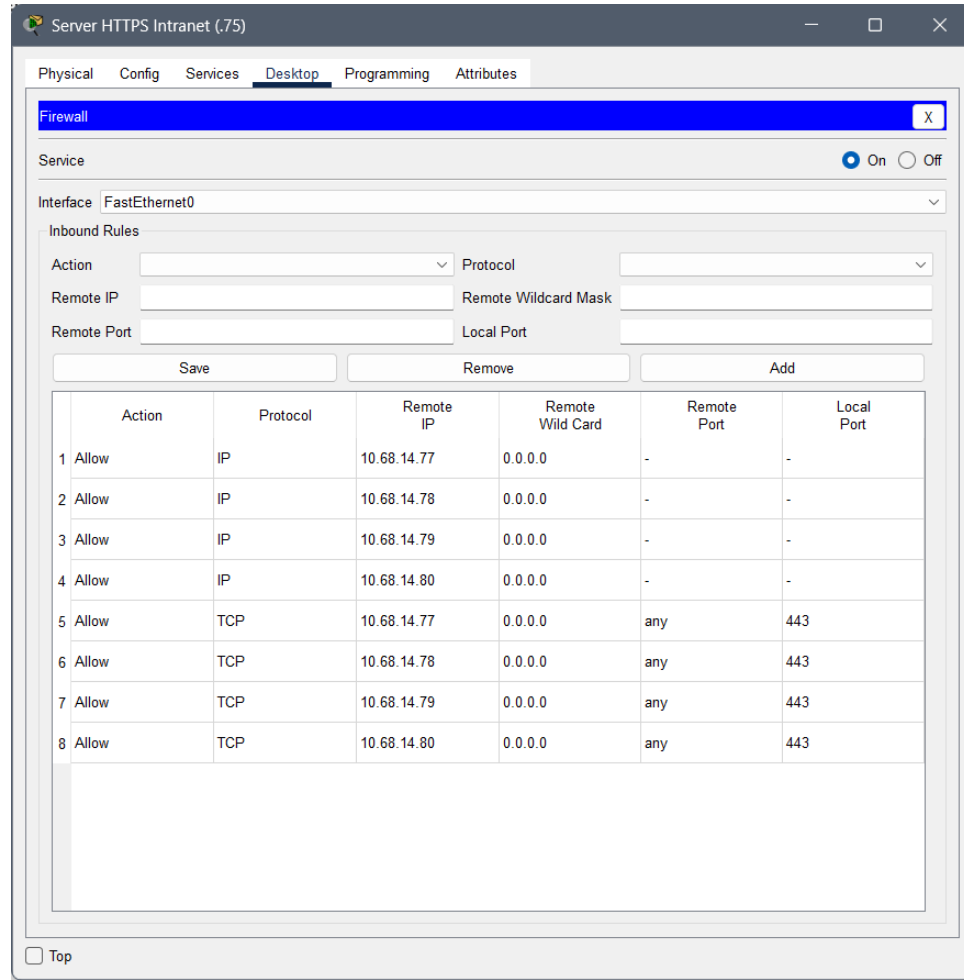 Server HTTPS Intranet (.75)
Physical Config Services Desktop Programming Attributes
Firewall X
Service On Off
Interface FastEthernet0
Inbound Rules
Action Protocol
Remote IP Remote Wildcard Mask
Remote Port Local Port
Save Remove Add
Action Protocol Remote IP Remote Wild Card Remote Port Local Port
1 Allow IP 10.68.14.77 0.0.0.0 - -
2 Allow IP 10.68.14.78 0.0.0.0 - -
3 Allow IP 10.68.14.79 0.0.0.0 - -
4 Allow IP 10.68.14.80 0.0.0.0 - -
5 Allow TCP 10.68.14.77 0.0.0.0 any 443
6 Allow TCP 10.68.14.78 0.0.0.0 any 443
7 Allow TCP 10.68.14.79 0.0.0.0 any 443
8 Allow TCP 10.68.14.80 0.0.0.0 any 443
Top